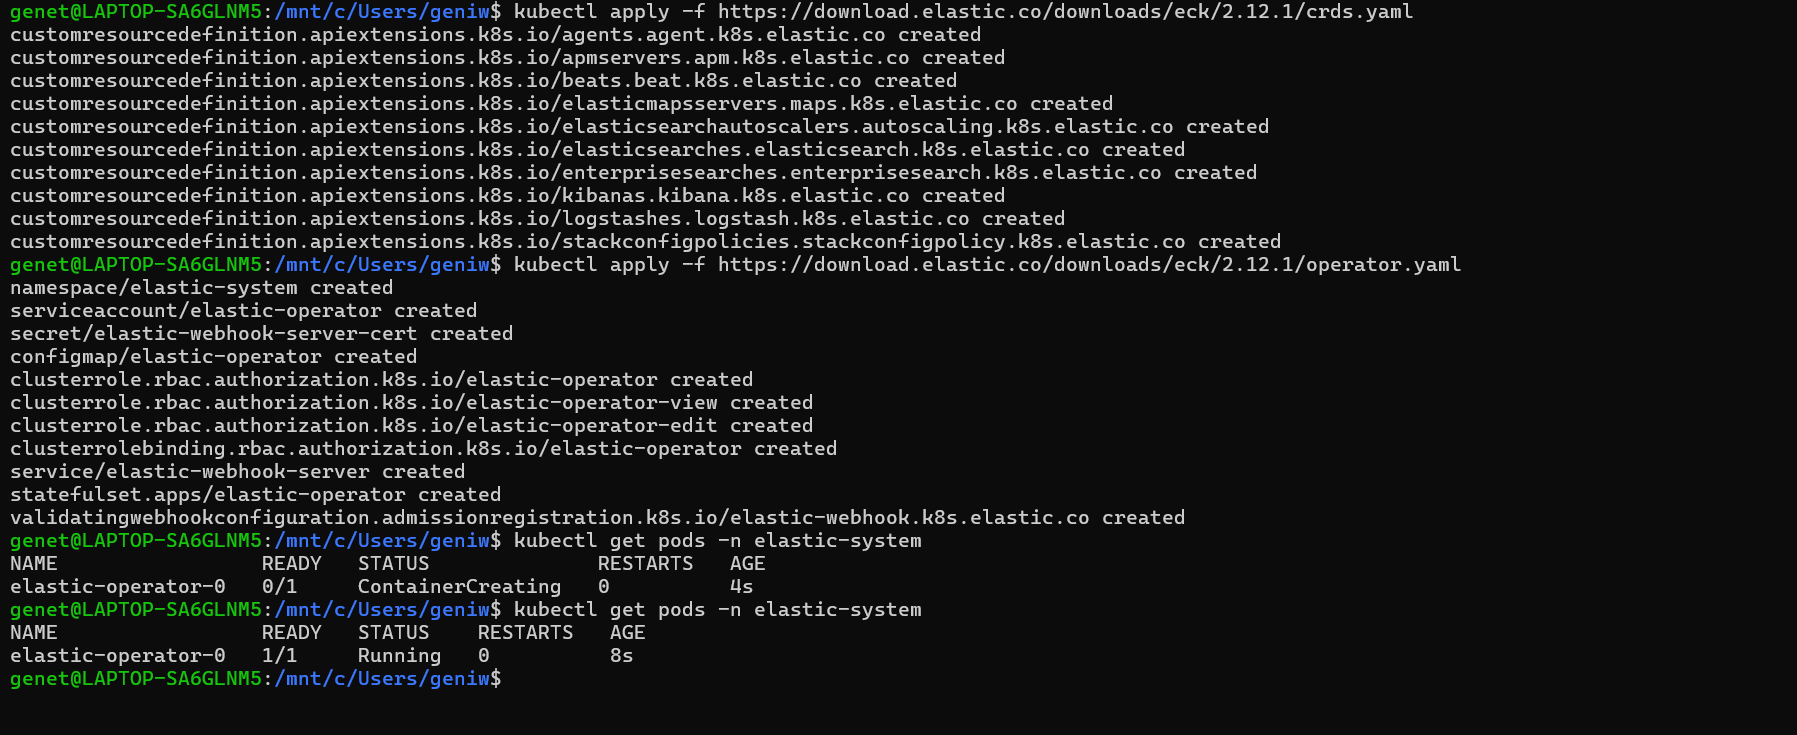 genet@LAPTOP-SA6GLNM5:/mnt/c/Users/geniw$ kubectl apply -f https://download.elastic.co/downloads/eck/2.12.1/crds.yaml
customresourcedefinition.apiextensions.k8s.io/agents.agent.k8s.elastic.co created
customresourcedefinition.apiextensions.k8s.io/apmservers.apm.k8s.elastic.co created
customresourcedefinition.apiextensions.k8s.io/beats.beat.k8s.elastic.co created
customresourcedefinition.apiextensions.k8s.io/elasticmapsservers.maps.k8s.elastic.co created
customresourcedefinition.apiextensions.k8s.io/elasticsearchautoscalers.autoscaling.k8s.elastic.co created
customresourcedefinition.apiextensions.k8s.io/elasticsearches.elasticsearch.k8s.elastic.co created
customresourcedefinition.apiextensions.k8s.io/enterprisesearches.enterprisesearch.k8s.elastic.co created
customresourcedefinition.apiextensions.k8s.io/kibanas.kibana.k8s.elastic.co created
customresourcedefinition.apiextensions.k8s.io/logstashes.logstash.k8s.elastic.co created
customresourcedefinition.apiextensions.k8s.io/stackconfigpolicies.stackconfigpolicy.k8s.elastic.co created
genet@LAPTOP-SA6GLNM5:/mnt/c/Users/geniw$ kubectl apply -f https://download.elastic.co/downloads/eck/2.12.1/operator.yaml
namespace/elastic-system created
serviceaccount/elastic-operator created
secret/elastic-webhook-server-cert created
configmap/elastic-operator created
clusterrole.rbac.authorization.k8s.io/elastic-operator created
clusterrole.rbac.authorization.k8s.io/elastic-operator-view created
clusterrole.rbac.authorization.k8s.io/elastic-operator-edit created
clusterrolebinding.rbac.authorization.k8s.io/elastic-operator created
service/elastic-webhook-server created
statefulset.apps/elastic-operator created
validatingwebhookconfiguration.admissionregistration.k8s.io/elastic-webhook.k8s.elastic.co created
genet@LAPTOP-SA6GLNM5:/mnt/c/Users/geniw$ kubectl get pods -n elastic-system
NAME                 READY   STATUS              RESTARTS   AGE
elastic-operator-0   0/1     ContainerCreating   0          4s
genet@LAPTOP-SA6GLNM5:/mnt/c/Users/geniw$ kubectl get pods -n elastic-system
NAME                 READY   STATUS    RESTARTS   AGE
elastic-operator-0   1/1     Running   0          8s
genet@LAPTOP-SA6GLNM5:/mnt/c/Users/geniw$